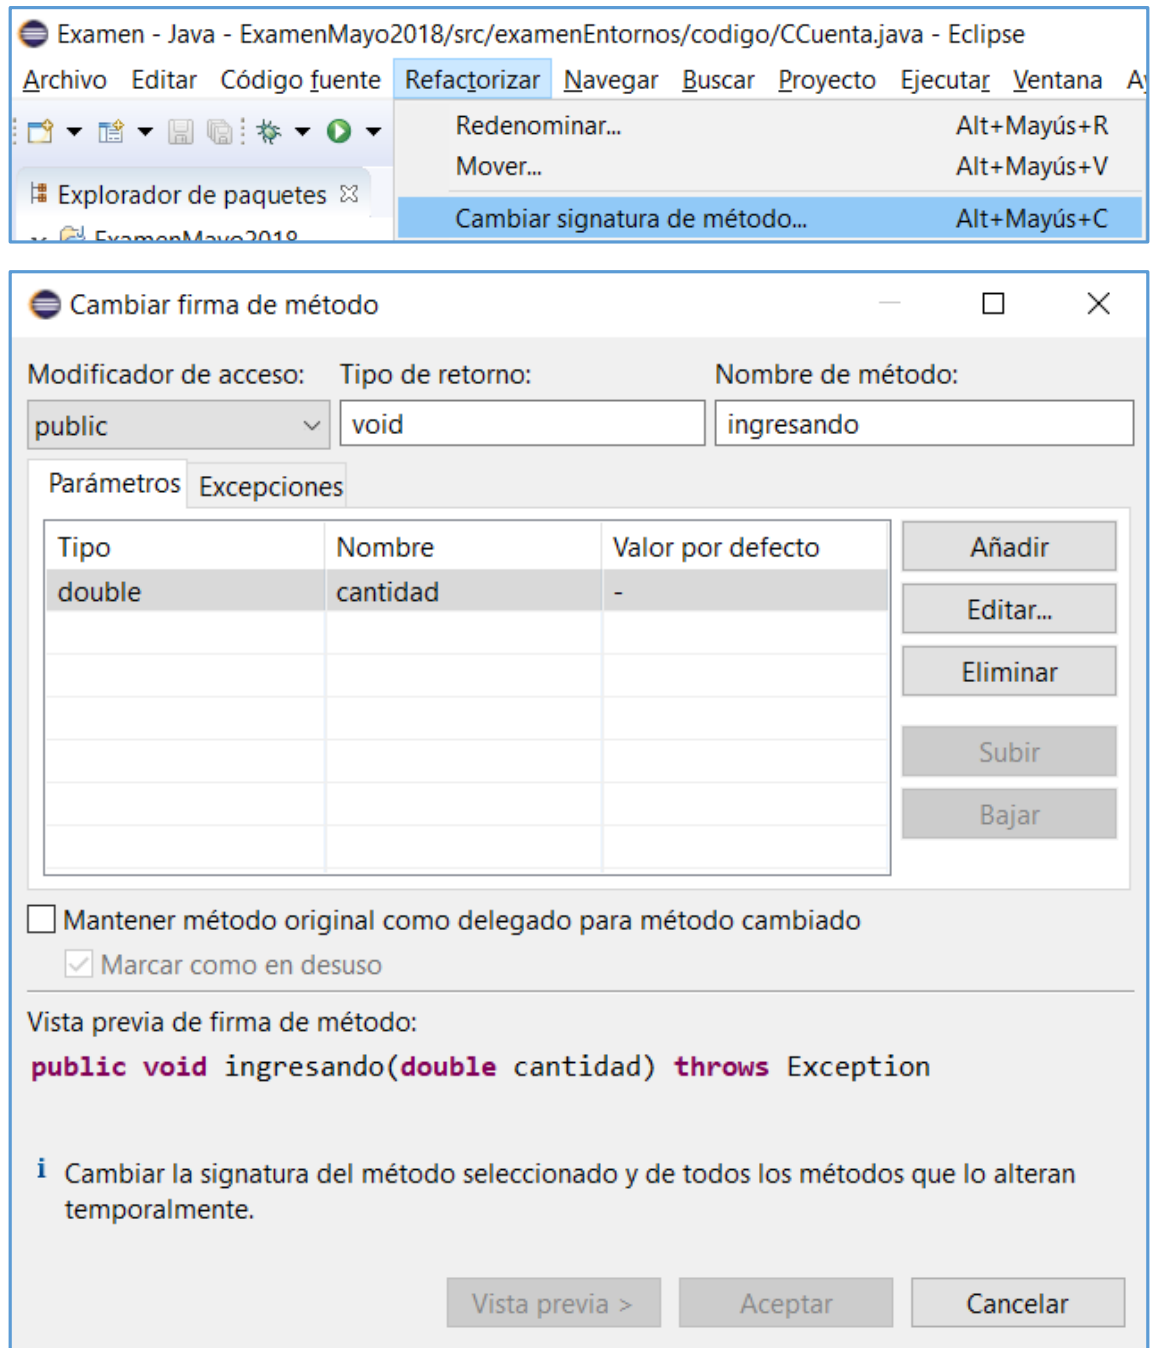 Examen - Java - ExamenMayo2018/src/examenEntornos/codigo/CCuenta.java - Eclipse
Archivo Editar Código fuente Refactorizar Navegar Buscar Proyecto Ejecutar Ventana Ay
Redenominar... Alt+Mayús+R
Mover... Alt+Mayús+V
Explorador de paquetes
Cambiar signatura de método... Alt+Mayús+C
ExamenMayo2018
Cambiar firma de método
Modificador de acceso: Tipo de retorno: Nombre de método:
public void ingresando
Parámetros Excepciones
Tipo Nombre Valor por defecto Añadir
double cantidad -
Editar...
Eliminar
Subir
Bajar
Mantener método original como delegado para método cambiado
Marcar como en desuso
Vista previa de firma de método:
public void ingresando(double cantidad) throws Exception
Cambiar la signatura del método seleccionado y de todos los métodos que lo alteran
temporalmente.
Vista previa > Aceptar Cancelar